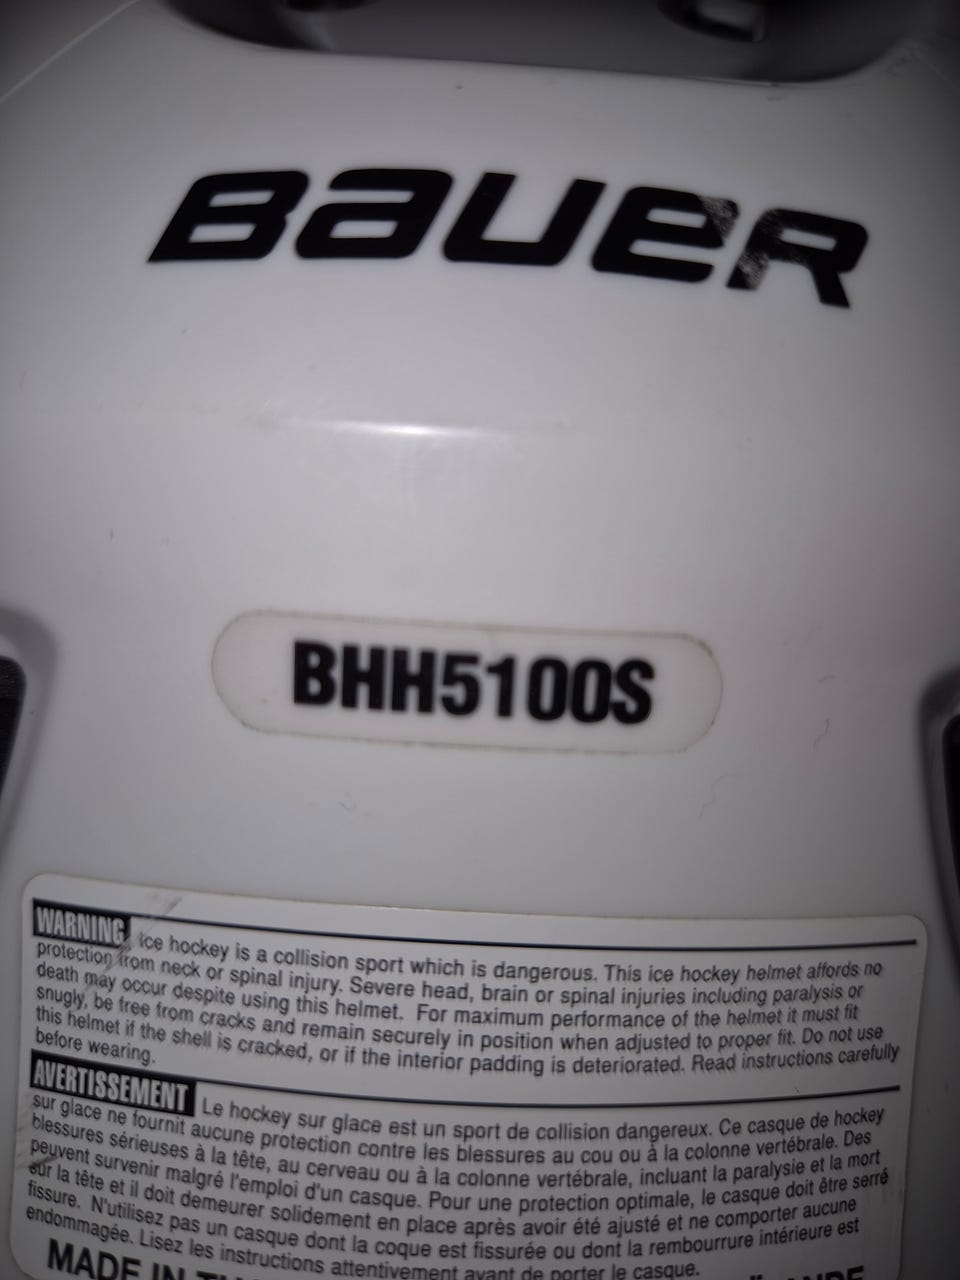 BAUER
BHH5100S
WARNING Ice hockey is a collision sport which is dangerous. This ice hockey helmet affords no
protection from neck or spinal injury. Severe head, brain or spinal injuries including paralysis or
death may occur despite using this helmet. For maximum performance of the helmet it must fit
snugly, be free from cracks and remain securely in position when adjusted to proper fit. Do not use
this helmet if the shell is cracked, or if the interior padding is deteriorated. Read instructions carefully
before wearing.
AVERTISSEMENT Le hockey sur glace est un sport de collision dangereux. Ce casque de hockey
sur glace ne fournit aucune protection contre les blessures au cou ou à la colonne vertébrale. Des
blessures sérieuses à la tête, au cerveau ou à la colonne vertébrale, incluant la paralysie et la mort
peuvent survenir malgré l'emploi d'un casque. Pour une protection optimale, le casque doit être serré
sur la tête et il doit demeurer solidement en place après avoir été ajusté et ne comporter aucune
fissure. N'utilisez pas un casque dont la coque est fissurée ou dont la rembourrure intérieure est
endommagée. Lisez les instructions attentivement avant de porter le casque.
MADE IN